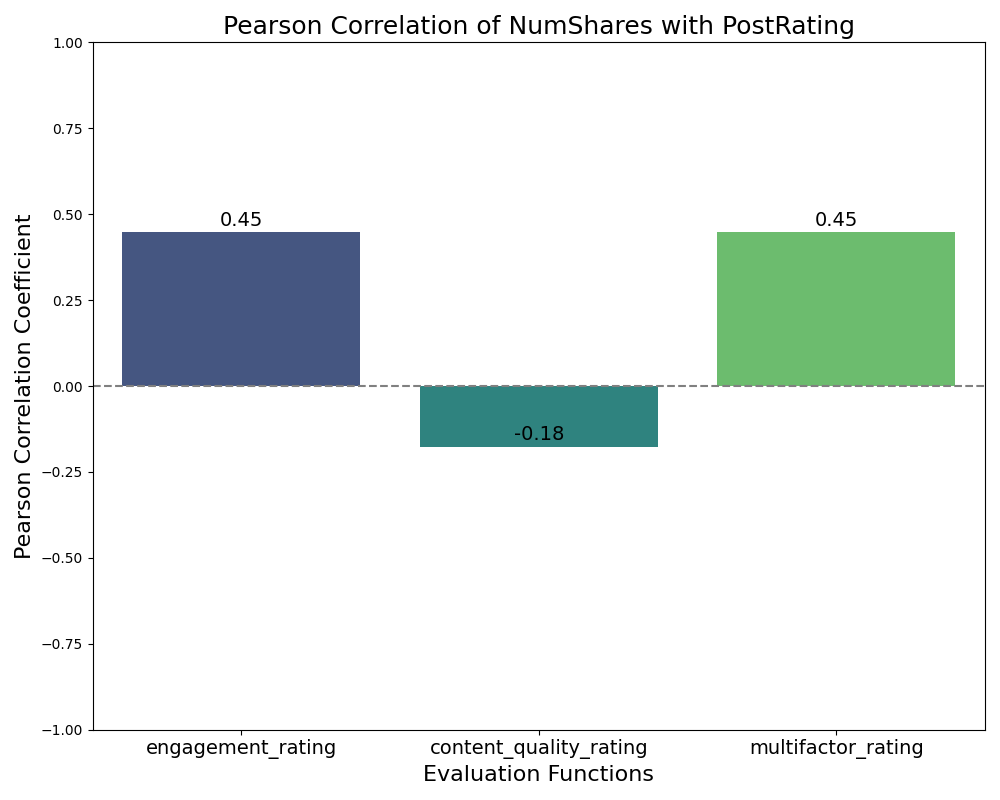 Pearson Correlation of NumShares with PostRating
Pearson Correlation Coefficient
1.00
0.75
0.50
0.25
0.00
−0.25
−0.50
−0.75
−1.00
0.45
-0.18
0.45
engagement_rating
content_quality_rating
multifactor_rating
Evaluation Functions